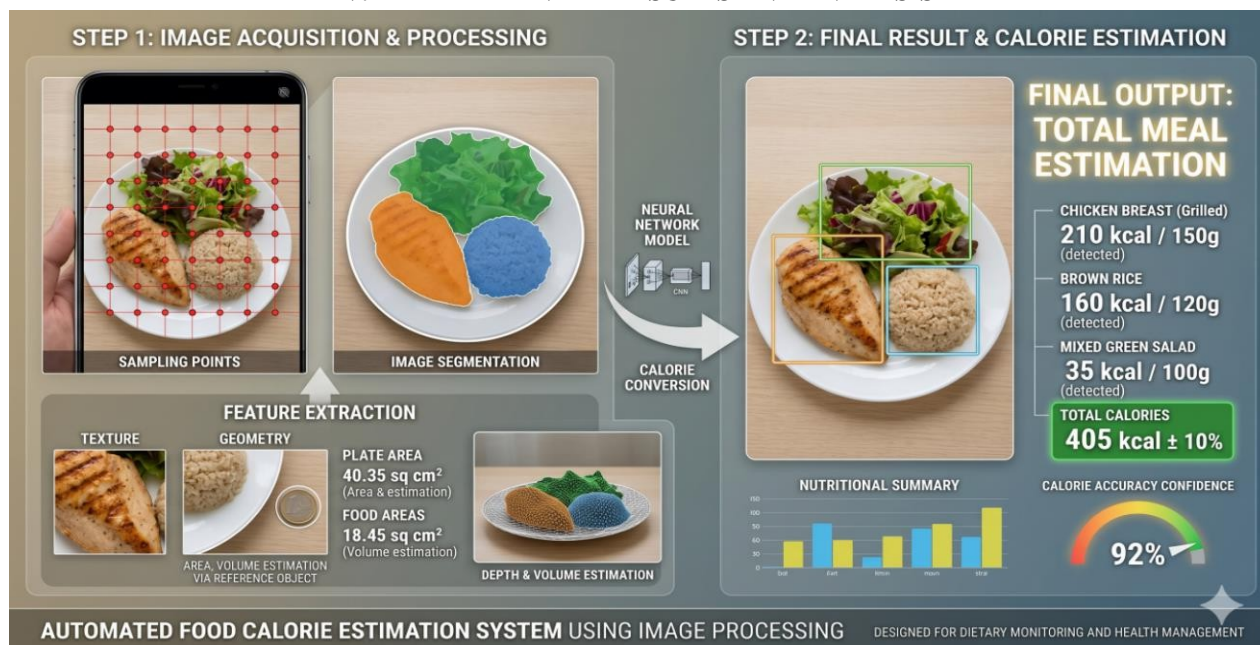 STEP 1: IMAGE ACQUISITION & PROCESSING
SAMPLING POINTS
IMAGE SEGMENTATION
FEATURE EXTRACTION
TEXTURE
GEOMETRY
AREA, VOLUME ESTIMATION
VIA REFERENCE OBJECT
PLATE AREA
40.35 sq cm²
(Area & estimation)
FOOD AREAS
18.45 sq cm²
(Volume estimation)
DEPTH & VOLUME ESTIMATION
NEURAL
NETWORK
MODEL
CNN
CALORIE
CONVERSION
STEP 2: FINAL RESULT & CALORIE ESTIMATION
FINAL OUTPUT:
TOTAL MEAL
ESTIMATION
CHICKEN BREAST (Grilled)
210 kcal / 150g
(detected)
BROWN RICE
160 kcal / 120g
(detected)
MIXED GREEN SALAD
35 kcal / 100g
(detected)
TOTAL CALORIES
405 kcal ± 10%
NUTRITIONAL SUMMARY
100
50
60
30
0
CALORIE ACCURACY CONFIDENCE
92%
AUTOMATED FOOD CALORIE ESTIMATION SYSTEM USING IMAGE PROCESSING
DESIGNED FOR DIETARY MONITORING AND HEALTH MANAGEMENT